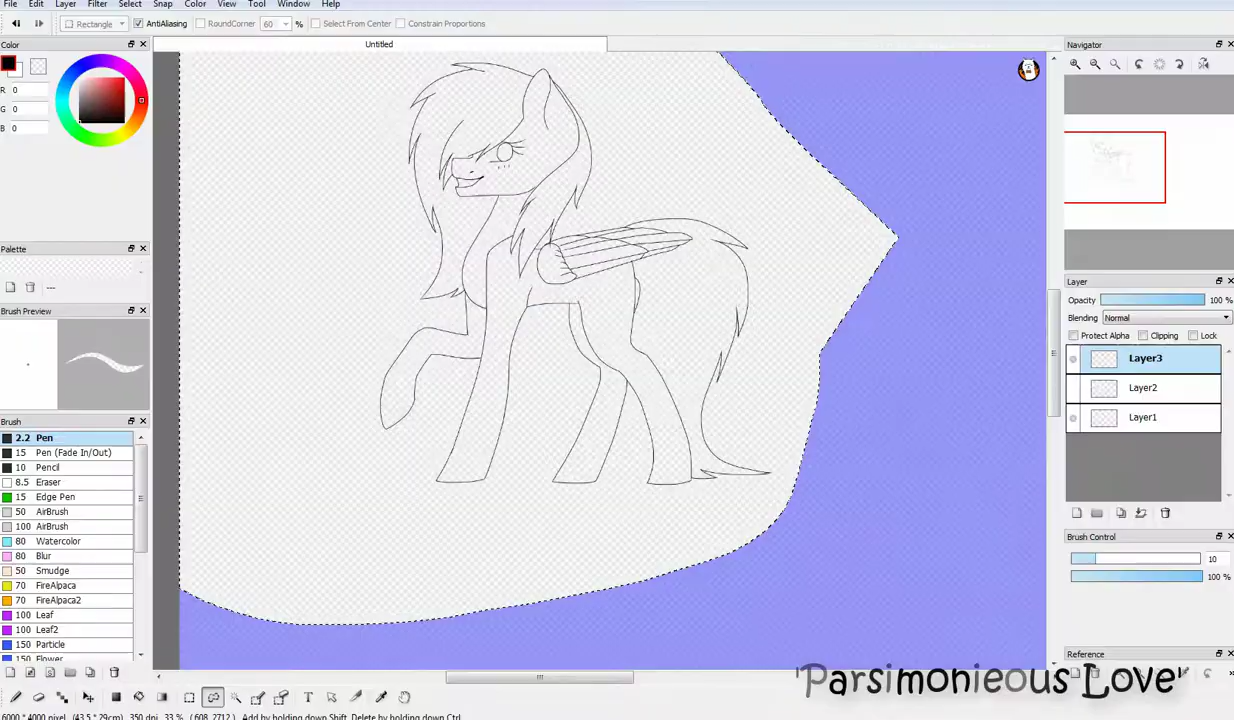 File Edit Layer Filter Select Snap Color View Tool Window Help
Rectangle AntiAliasing RoundCorner 60 % Select From Center Constrain Proportions
Color
Untitled
Navigator
R 0
G 0
B 0
Palette
---
Brush Preview
Brush
2.2 Pen
15 Pen (Fade In/Out)
10 Pencil
8.5 Eraser
15 Edge Pen
50 AirBrush
100 AirBrush
80 Watercolor
80 Blur
50 Smudge
70 FireAlpaca
70 FireAlpaca2
100 Leaf
100 Leaf2
150 Particle
150 Flower
Layer
Opacity 100 %
Blending Normal
Protect Alpha Clipping Lock
Layer3
Layer2
Layer1
Brush Control
10
100 %
Reference
'Parsimonieous Love'
6000 * 4000 pixel (43.5 * 29cm) 350 dpi 33 % (608, 2712) Add by holding down Shift, Delete by holding down Ctrl